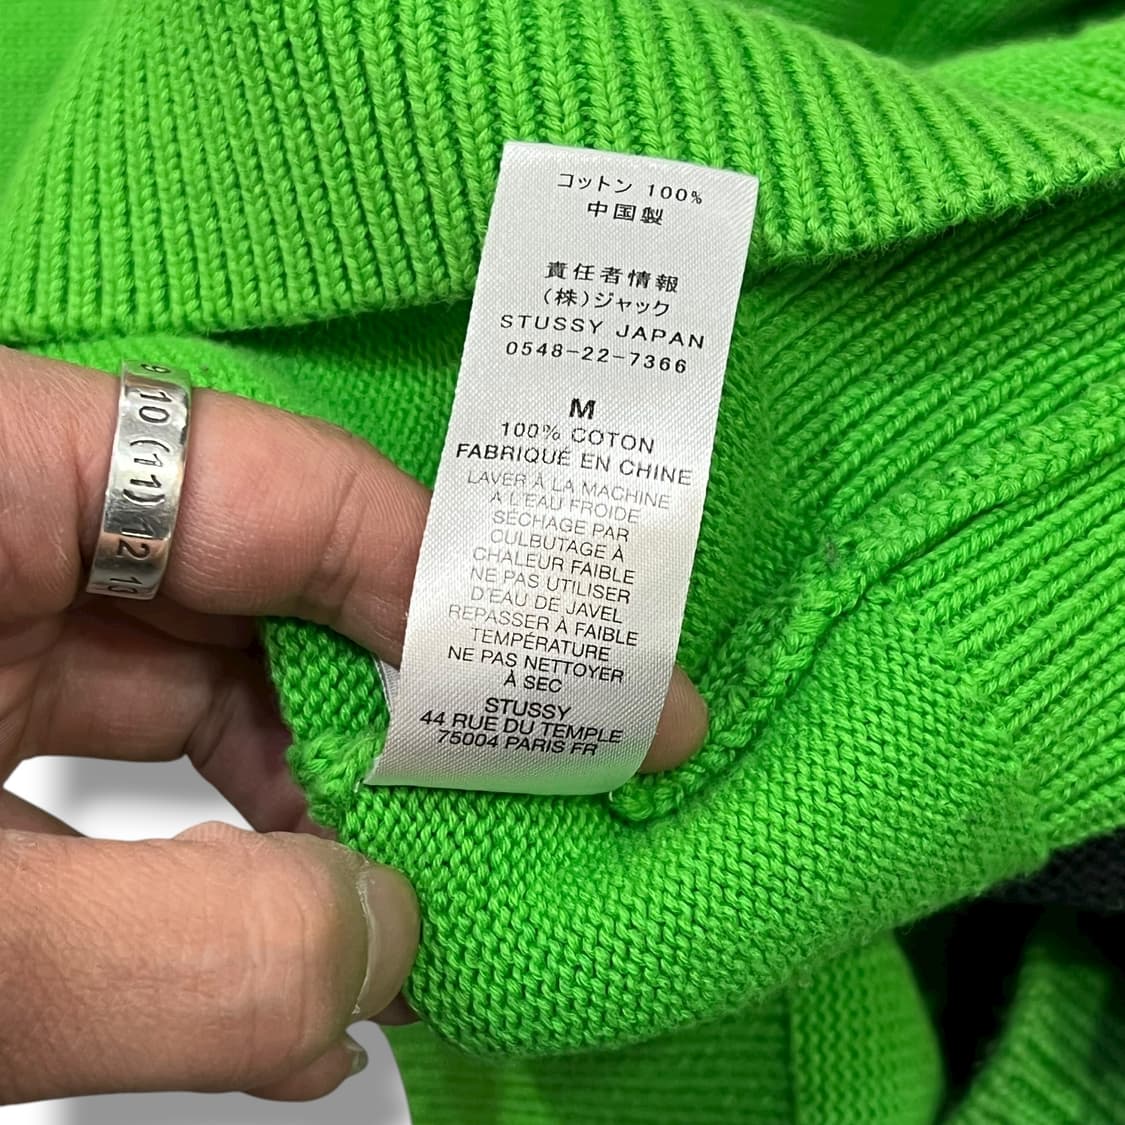 コットン 100%
中国製
責任者情報
(株)ジャック
STUSSY JAPAN
0548-22-7366
M
100% COTON
FABRIQUÉ EN CHINE
LAVER À LA MACHINE
A L'EAU FROIDE
SÉCHAGE PAR
CULBUTAGE À
CHALEUR FAIBLE
NE PAS UTILISER
D'EAU DE JAVEL
REPASSER À FAIBLE
TEMPÉRATURE
NE PAS NETTOYER
À SEC
STUSSY
44 RUE DU TEMPLE
75004 PARIS FR
9 10 (11) 12 10